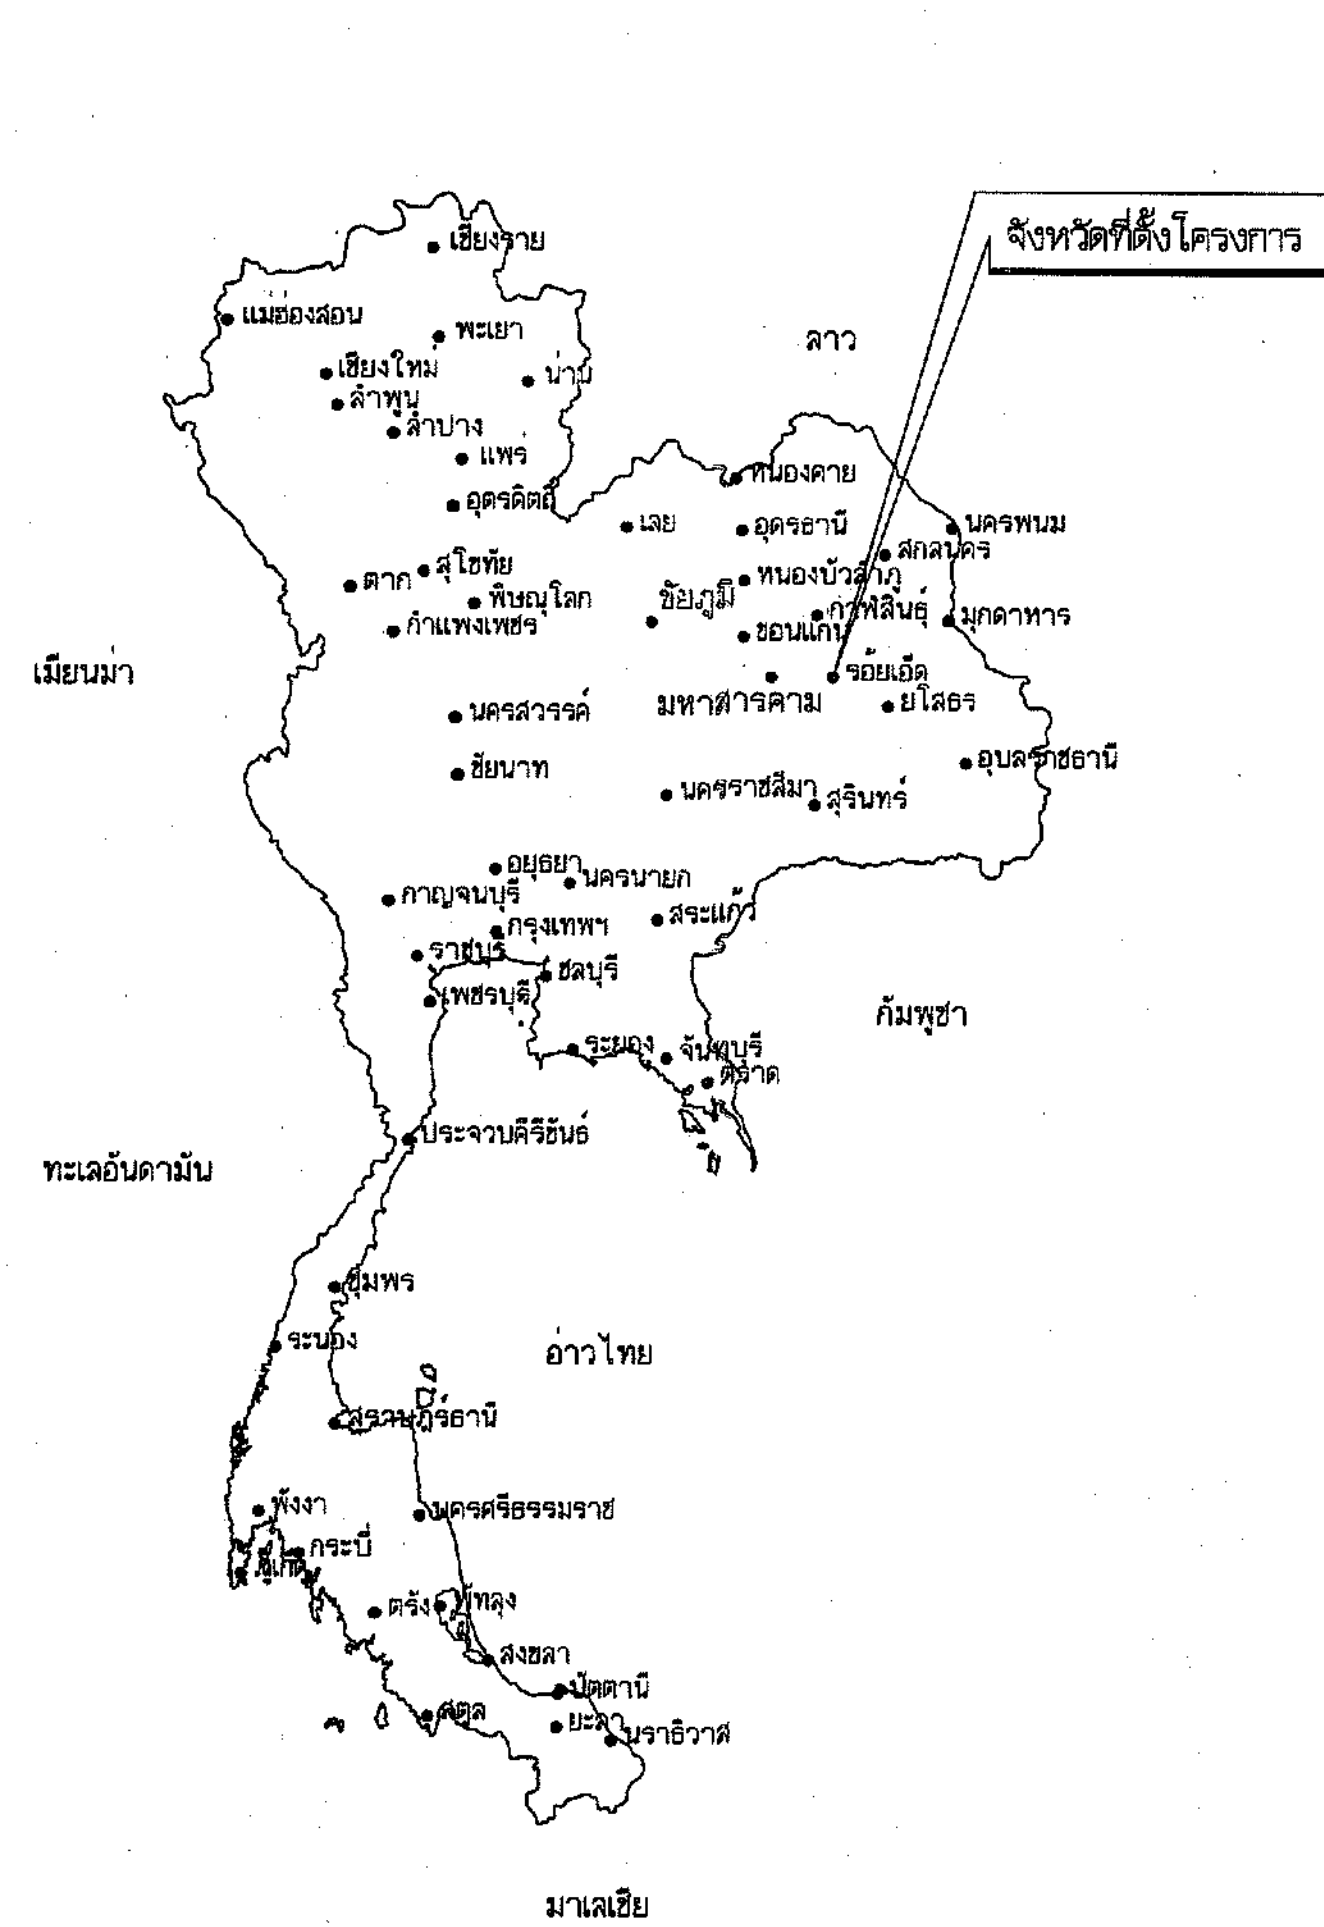 เชียงราย
จังหวัดที่ตั้งโครงการ
แม่ฮ่องสอน
พะเยา
ลาว
เชียงใหม่
น่าน
ลำพูน
ลำปาง
แพร่
หนองคาย
อุตรดิตถ์
เลย
อุดรธานี
นครพนม
สกลนคร
สุโขทัย
ตาก
หนองบัวลำภู
พิษณุโลก
ชัยภูมิ
กาฬสินธุ์
มุกดาหาร
กำแพงเพชร
ขอนแก่น
เมียนม่า
ร้อยเอ็ด
มหาสารคาม
ยโสธร
นครสวรรค์
อุบลราชธานี
ชัยนาท
นครราชสีมา
สุรินทร์
อยุธยา
นครนายก
กาญจนบุรี
สระแก้ว
กรุงเทพฯ
ราชบุรี
ชลบุรี
เพชรบุรี
กัมพูชา
ระยอง
จันทบุรี
ตราด
ประจวบคีรีขันธ์
ทะเลอันดามัน
ชุมพร
ระนอง
อ่าวไทย
สุราษฎร์ธานี
พังงา
นครศรีธรรมราช
กระบี่
ภูเก็ต
ตรัง
พัทลุง
สงขลา
ปัตตานี
สตูล
ยะลา
นราธิวาส
มาเลเซีย